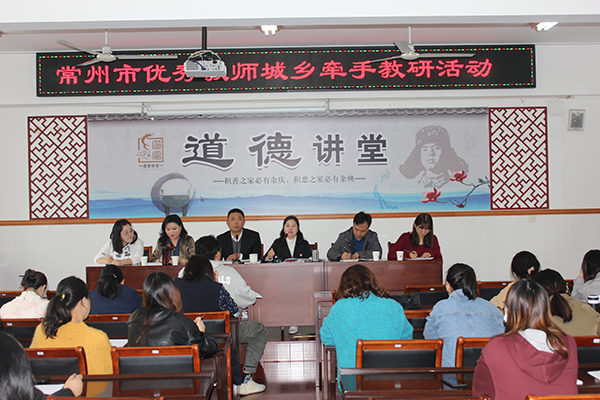 常州市优秀教师城乡牵手教研活动
道德讲堂
—积善之家必有余庆,积恶之家必有余殃—